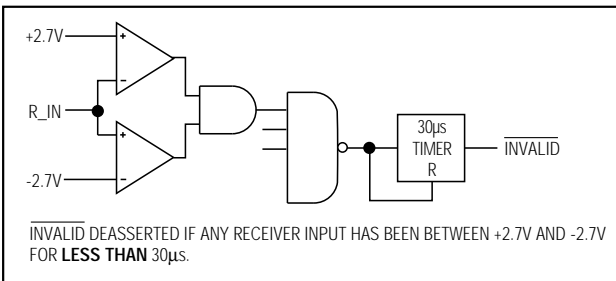 +2.7V
R_IN
-2.7V
+
−
+
−
30µs
TIMER
R
INVALID
INVALID DEASSERTED IF ANY RECEIVER INPUT HAS BEEN BETWEEN +2.7V AND -2.7V
FOR LESS THAN 30µs.